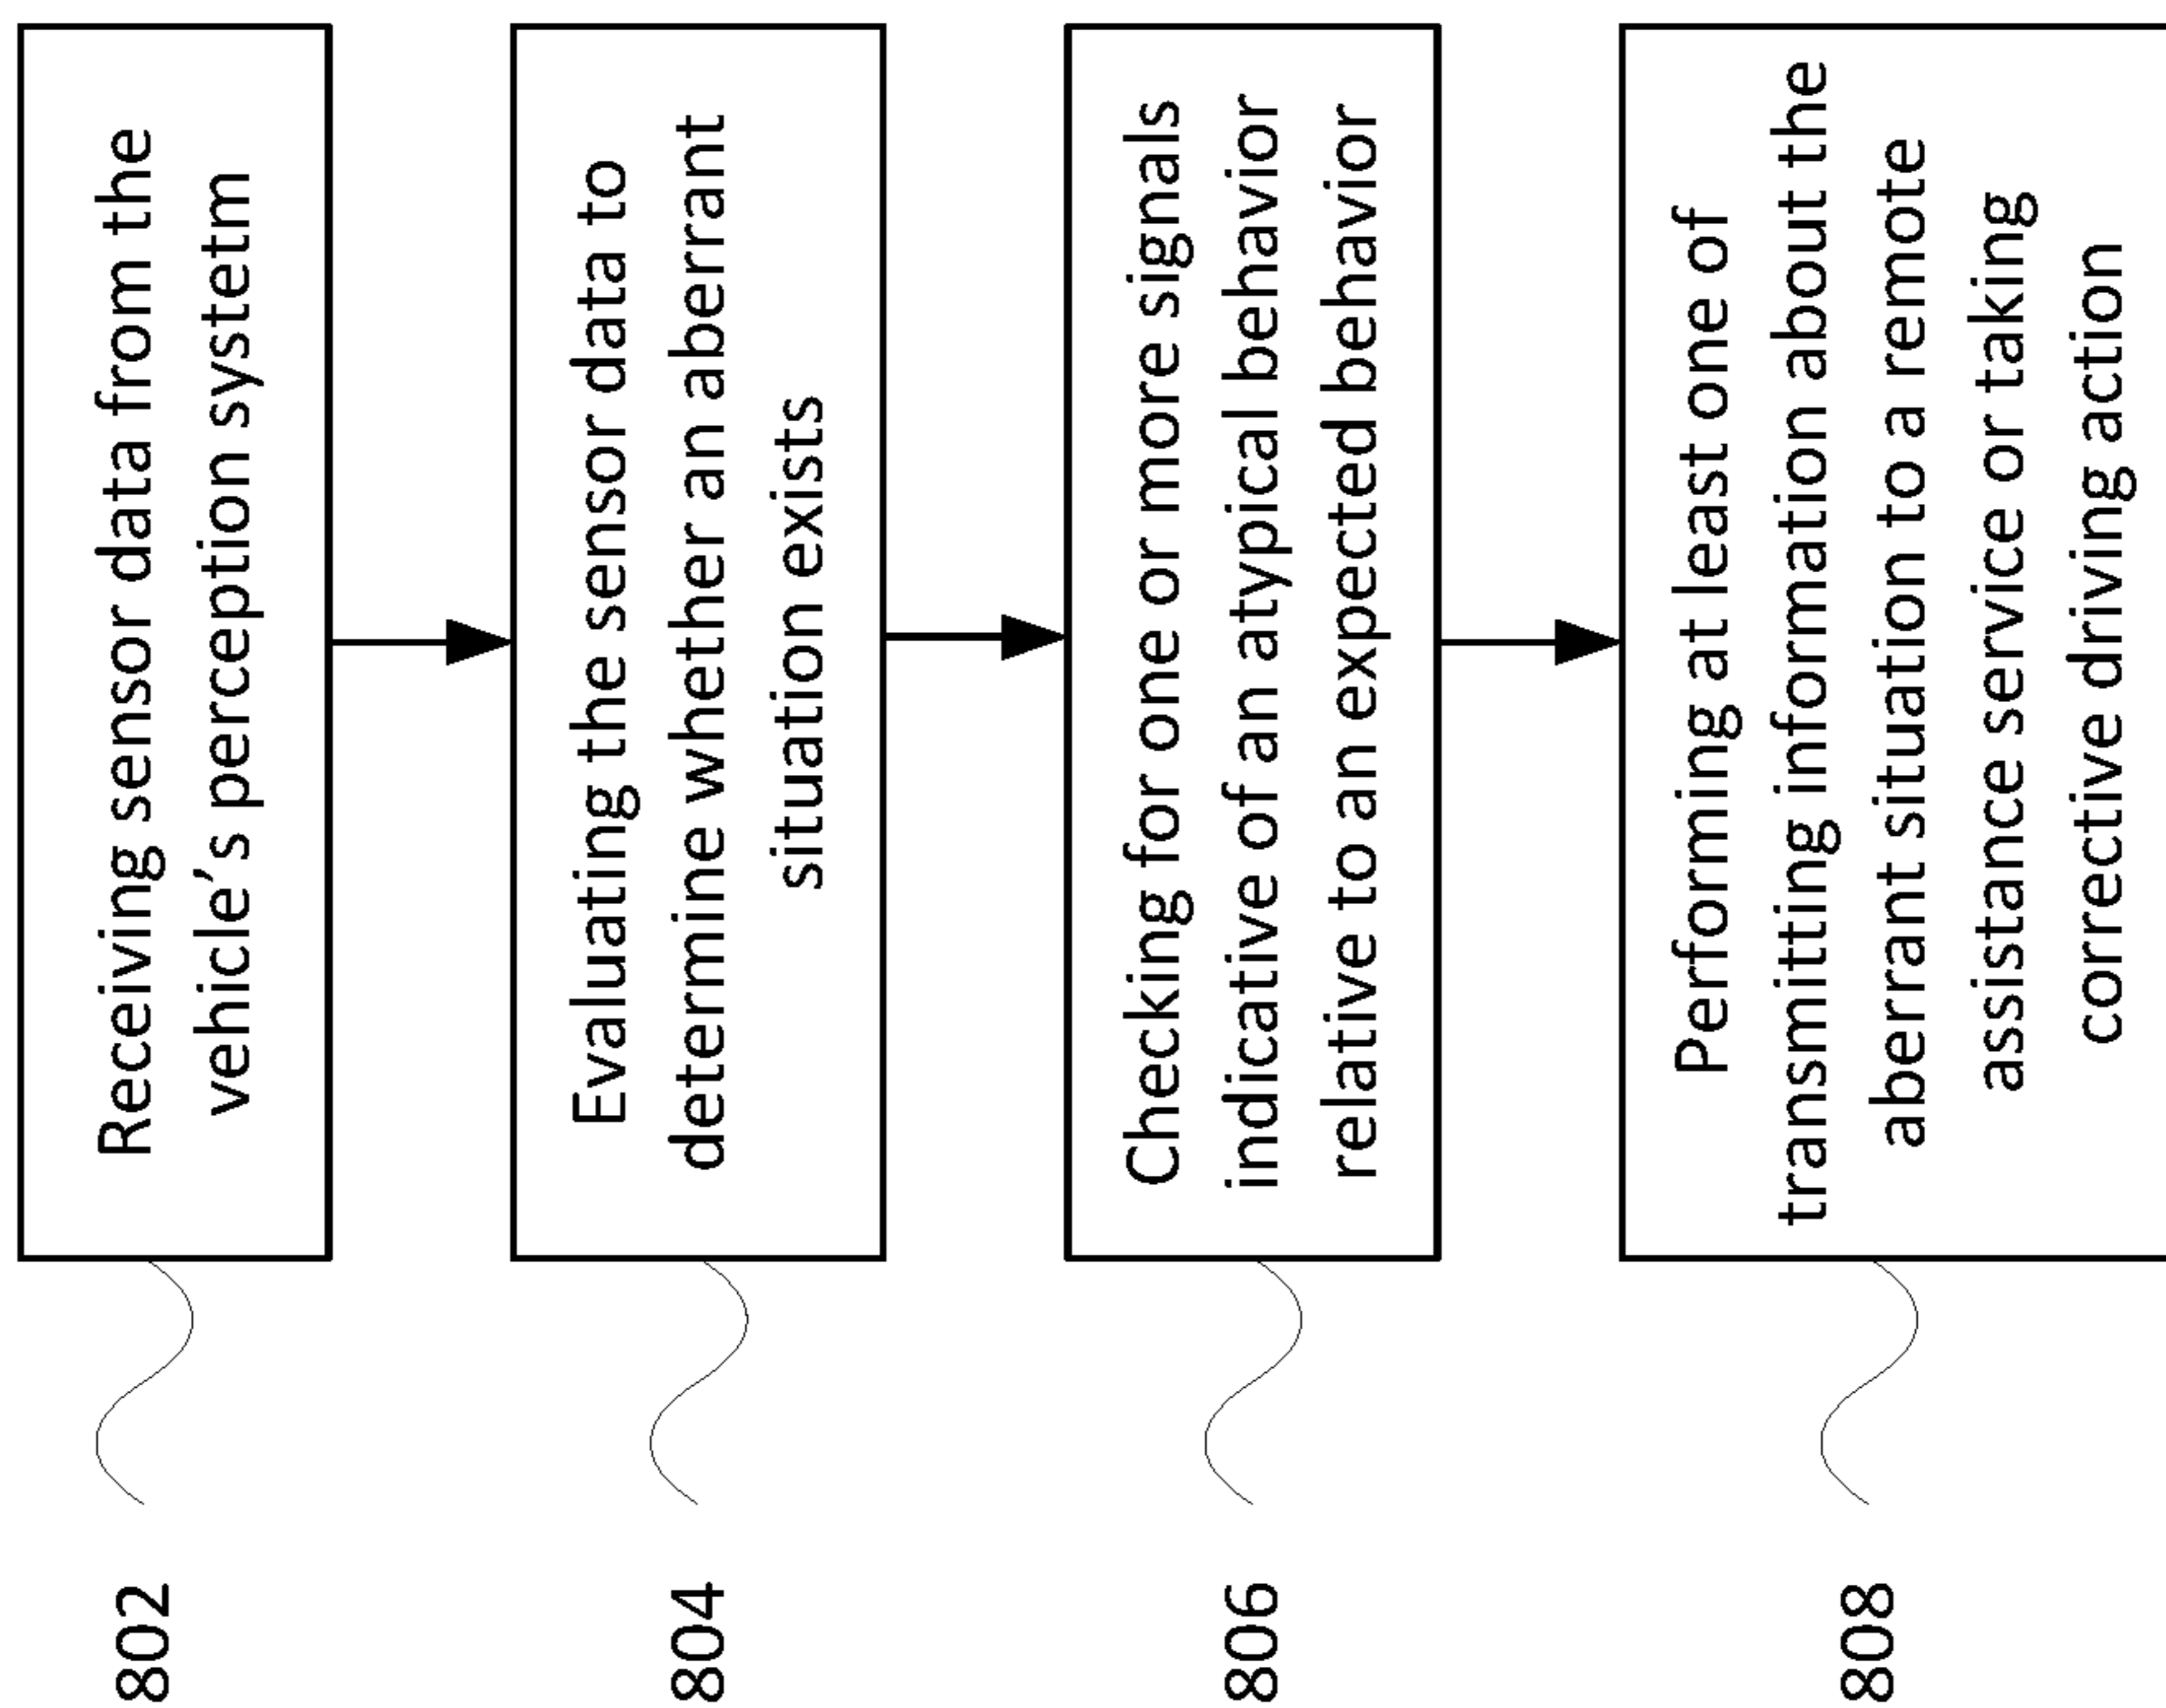 802
Receiving sensor data from the
vehicle's perception systetm
804
Evaluating the sensor data to
determine whether an aberrant
situation exists
806
Checking for one or more signals
indicative of an atypical behavior
relative to an expected behavior
808
Performing at least one of
transmitting information about the
aberrant situation to a remote
assistance service or taking
corrective driving action